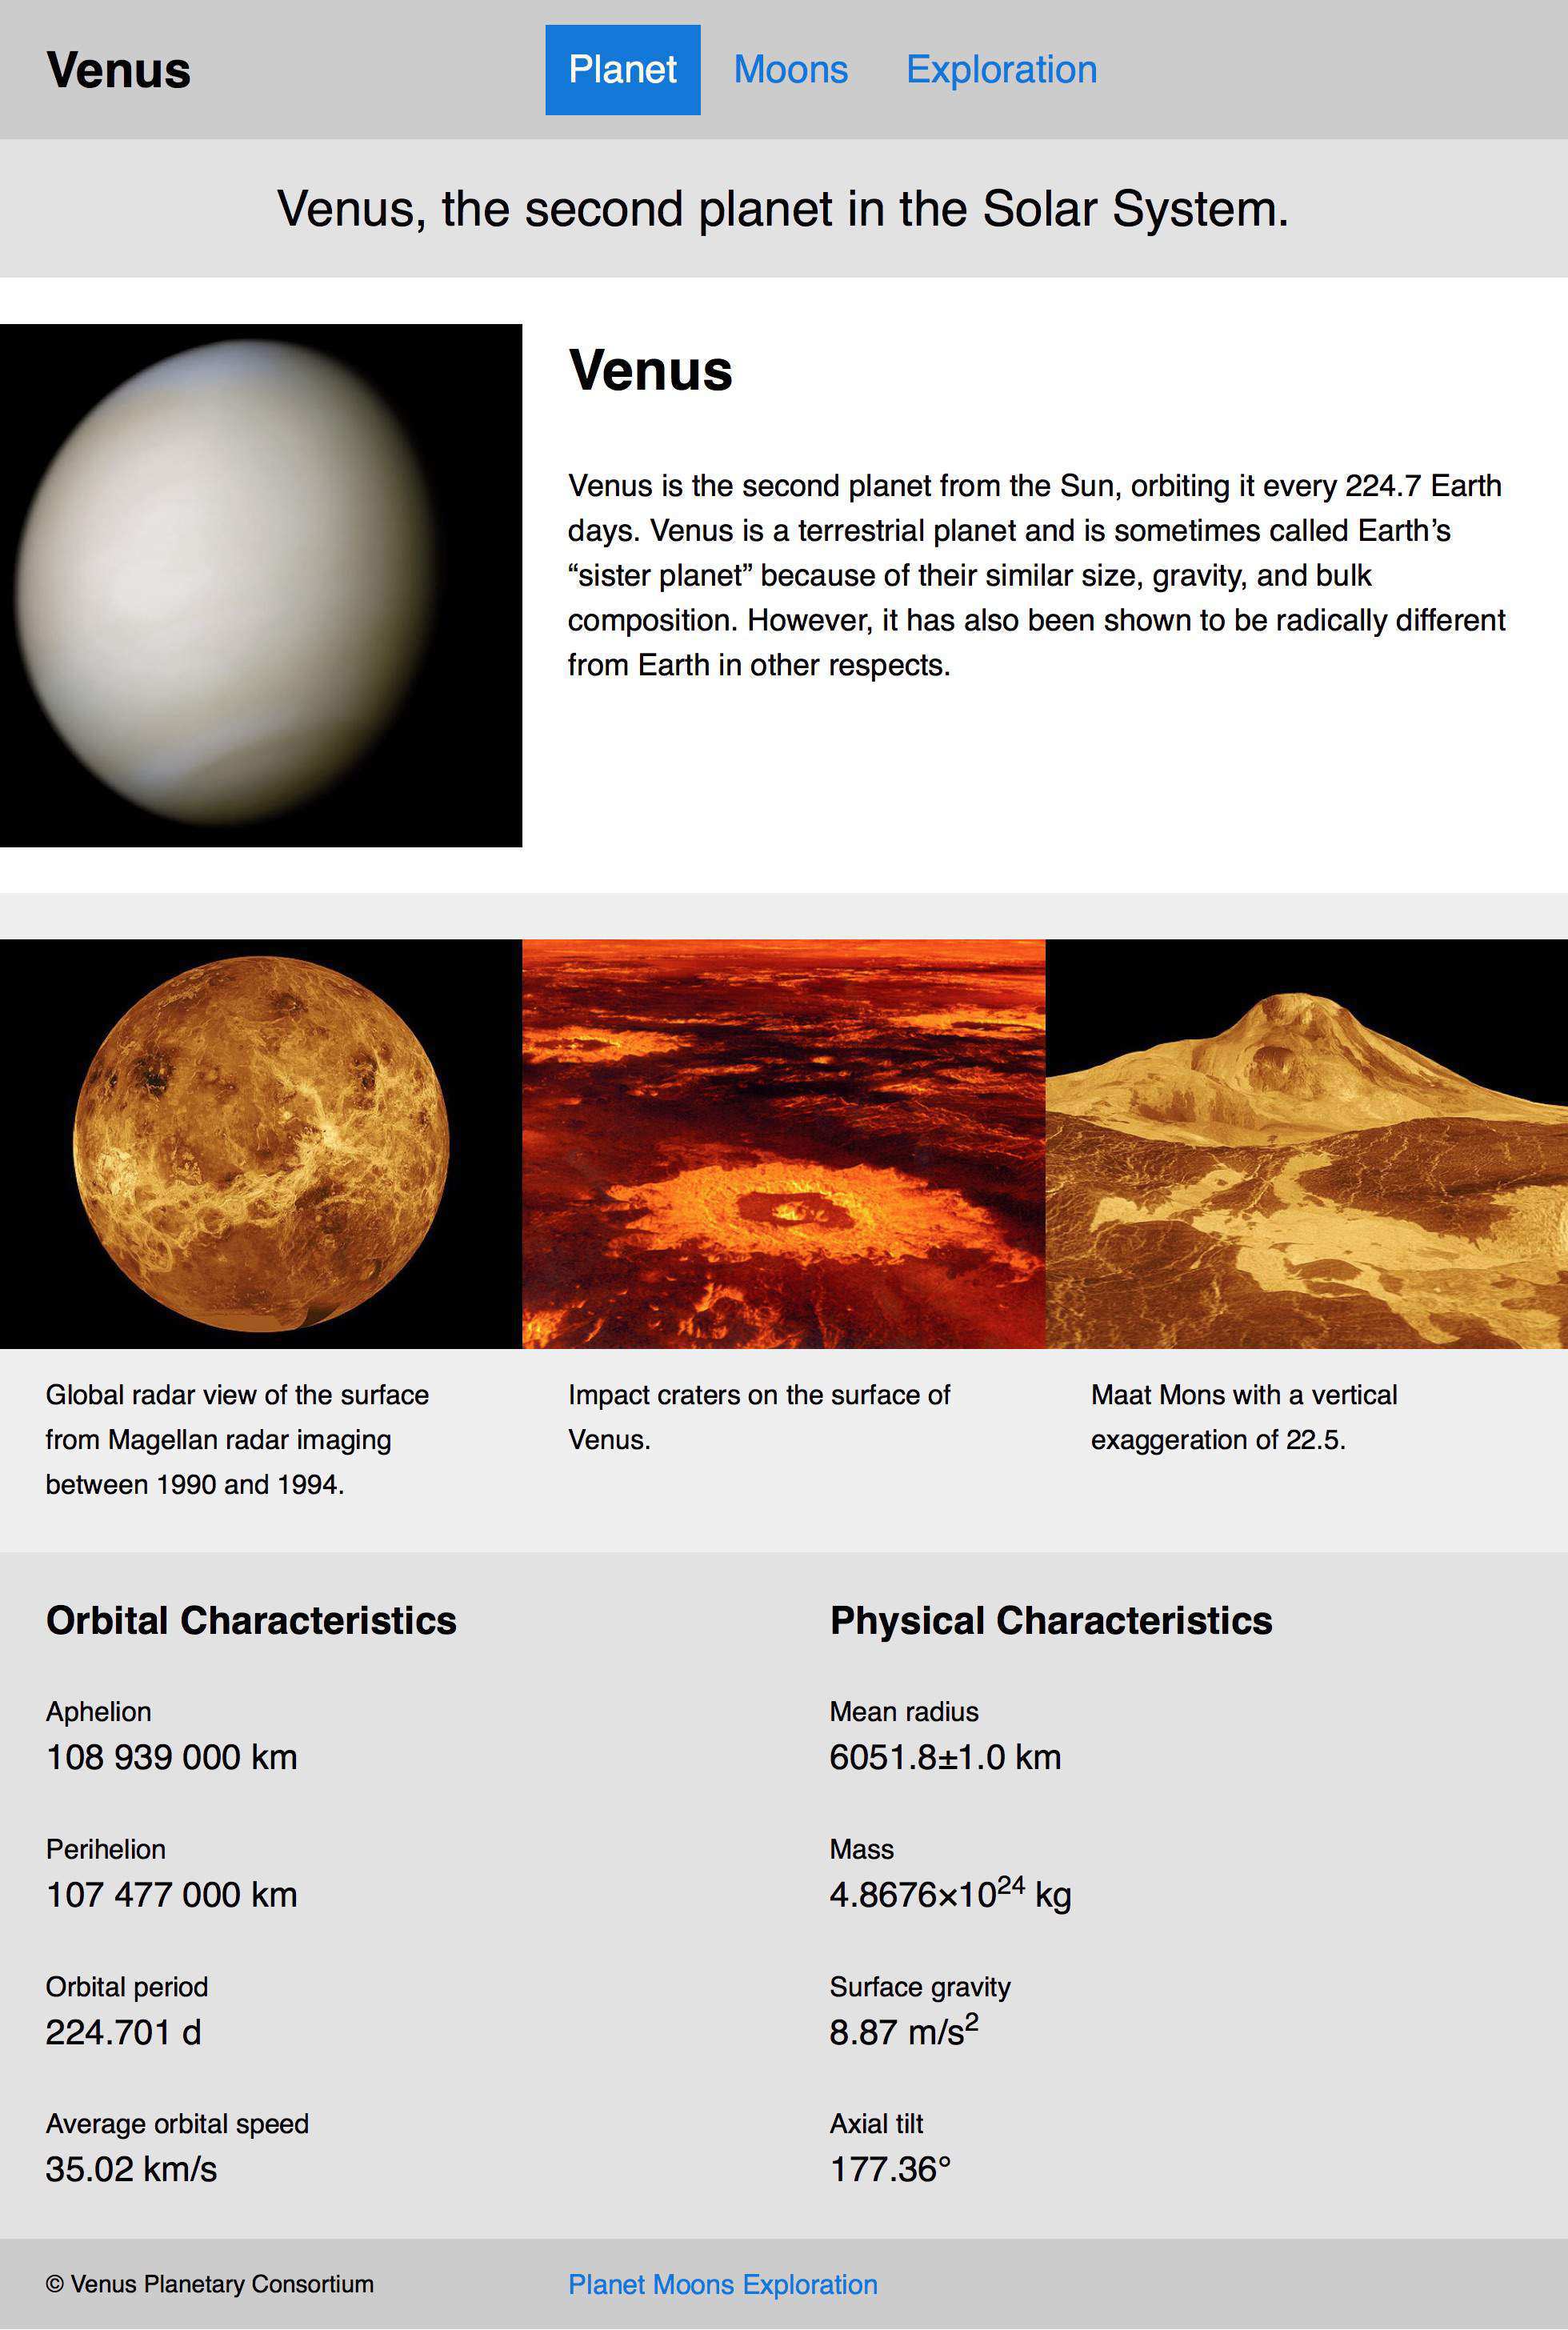 Venus
Planet Moons Exploration
Venus, the second planet in the Solar System.
Venus
Venus is the second planet from the Sun, orbiting it every 224.7 Earth
days. Venus is a terrestrial planet and is sometimes called Earth’s
“sister planet” because of their similar size, gravity, and bulk
composition. However, it has also been shown to be radically different
from Earth in other respects.
Global radar view of the surface
from Magellan radar imaging
between 1990 and 1994.
Impact craters on the surface of
Venus.
Maat Mons with a vertical
exaggeration of 22.5.
Orbital Characteristics
Aphelion
108 939 000 km
Perihelion
107 477 000 km
Orbital period
224.701 d
Average orbital speed
35.02 km/s
Physical Characteristics
Mean radius
6051.8±1.0 km
Mass
4.8676×10²⁴ kg
Surface gravity
8.87 m/s²
Axial tilt
177.36°
© Venus Planetary Consortium
Planet Moons Exploration